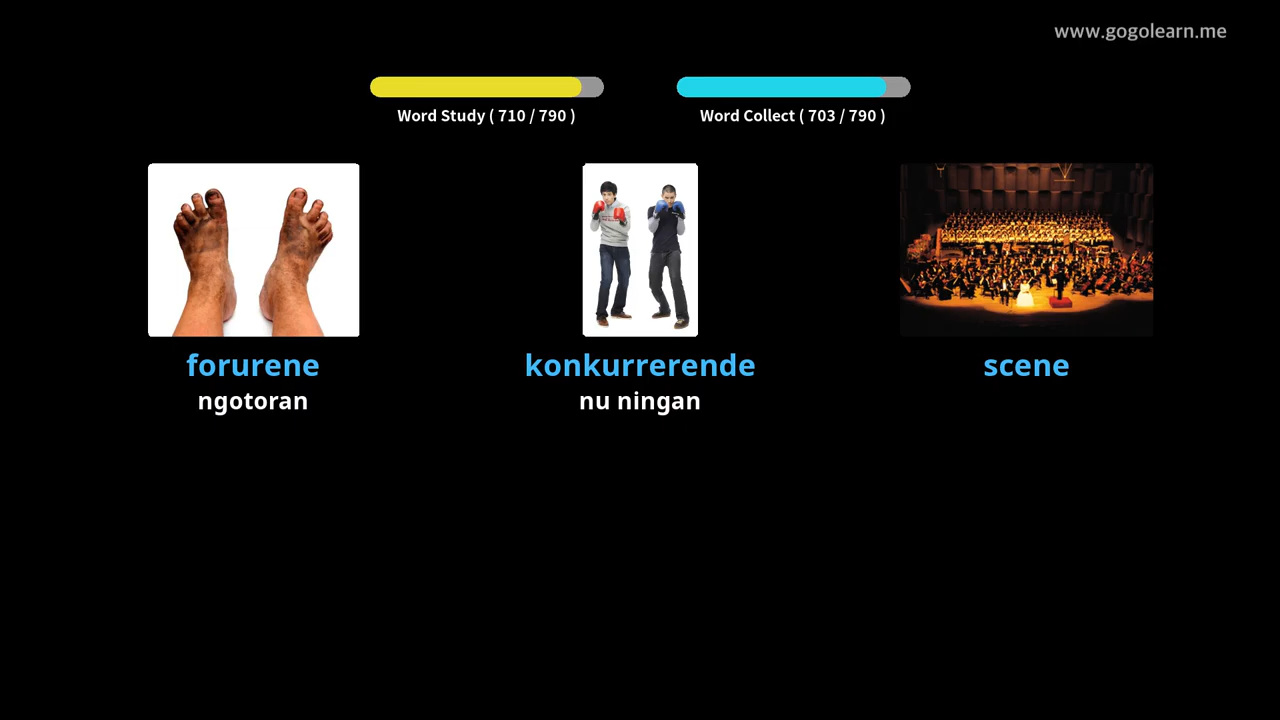 www.gogolearn.me
Word Study ( 710 / 790 )
Word Collect ( 703 / 790 )
forurene
ngotoran
konkurrerende
nu ningan
scene